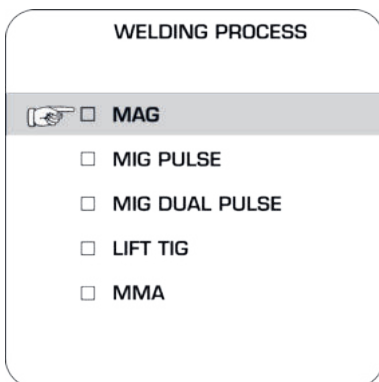 WELDING PROCESS
MAG
MIG PULSE
MIG DUAL PULSE
LIFT TIG
MMA